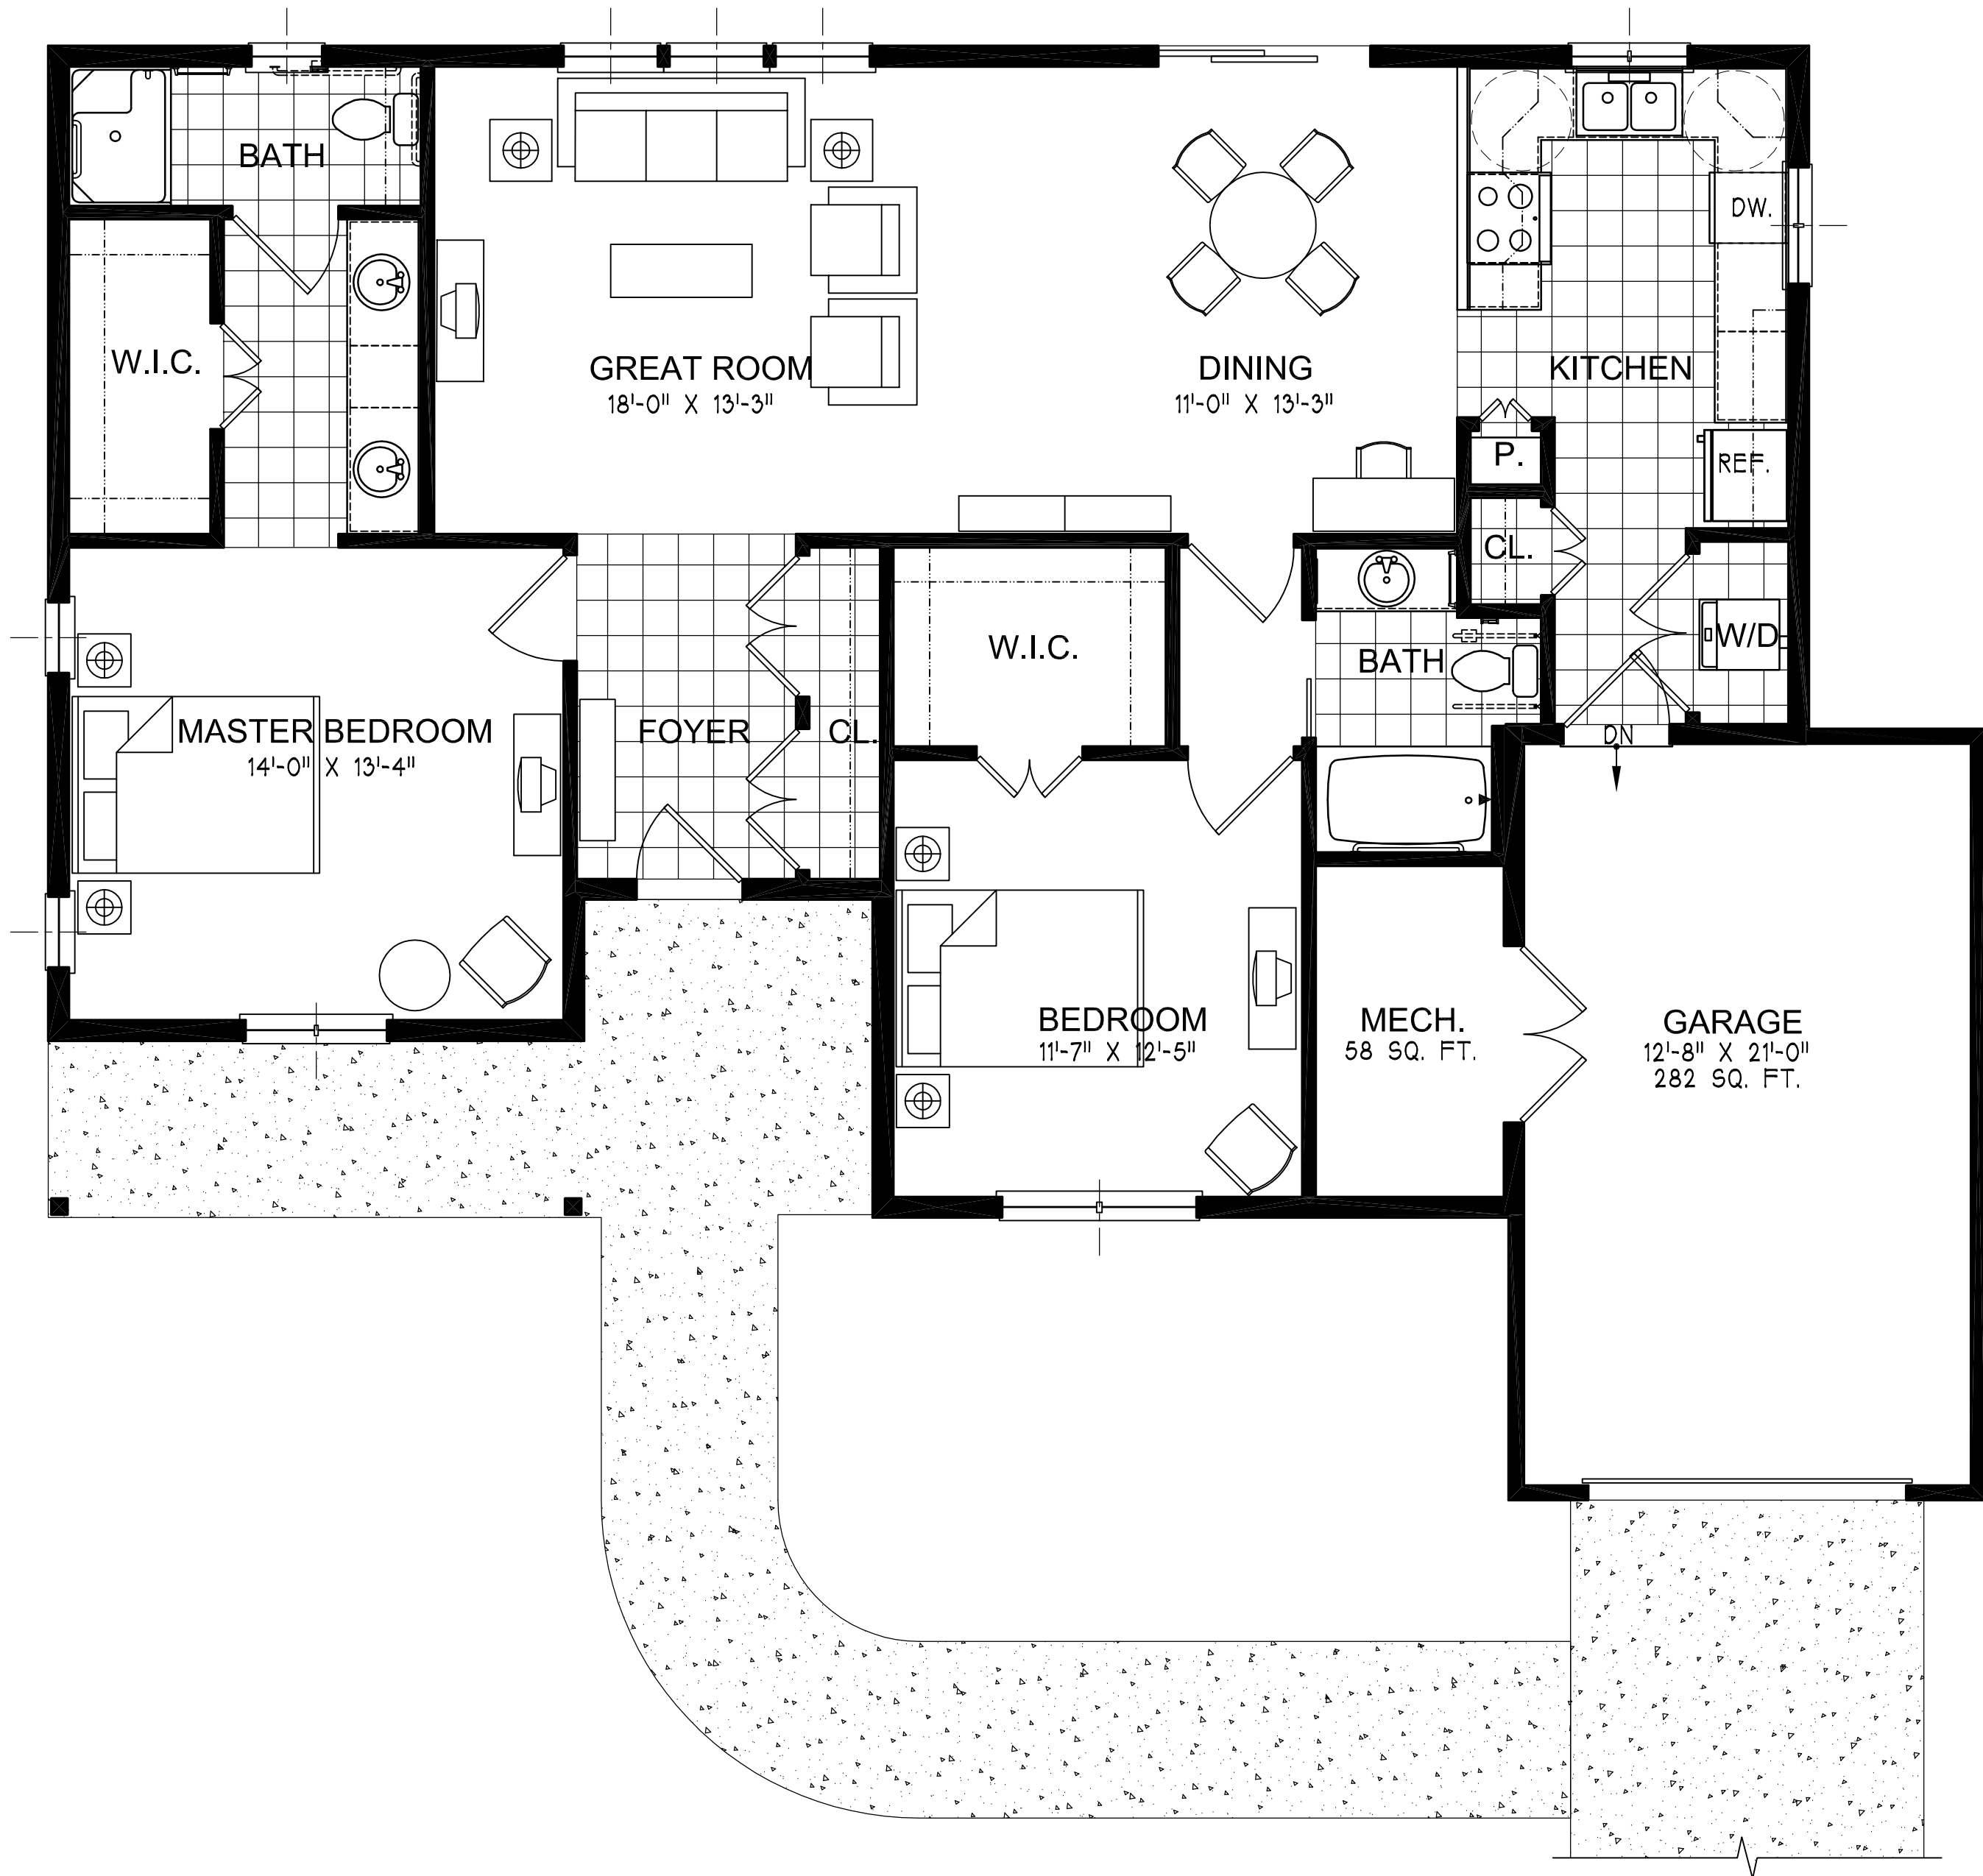 BATH
DW.
W.I.C.
GREAT ROOM
18'-0" X 13'-3"
DINING
11'-0" X 13'-3"
KITCHEN
P.
REF.
CL.
W.I.C.
BATH
W/D
MASTER BEDROOM
14'-0" X 13'-4"
FOYER
CL.
DN
BEDROOM
11'-7" X 12'-5"
MECH.
58 SQ. FT.
GARAGE
12'-8" X 21'-0"
282 SQ. FT.